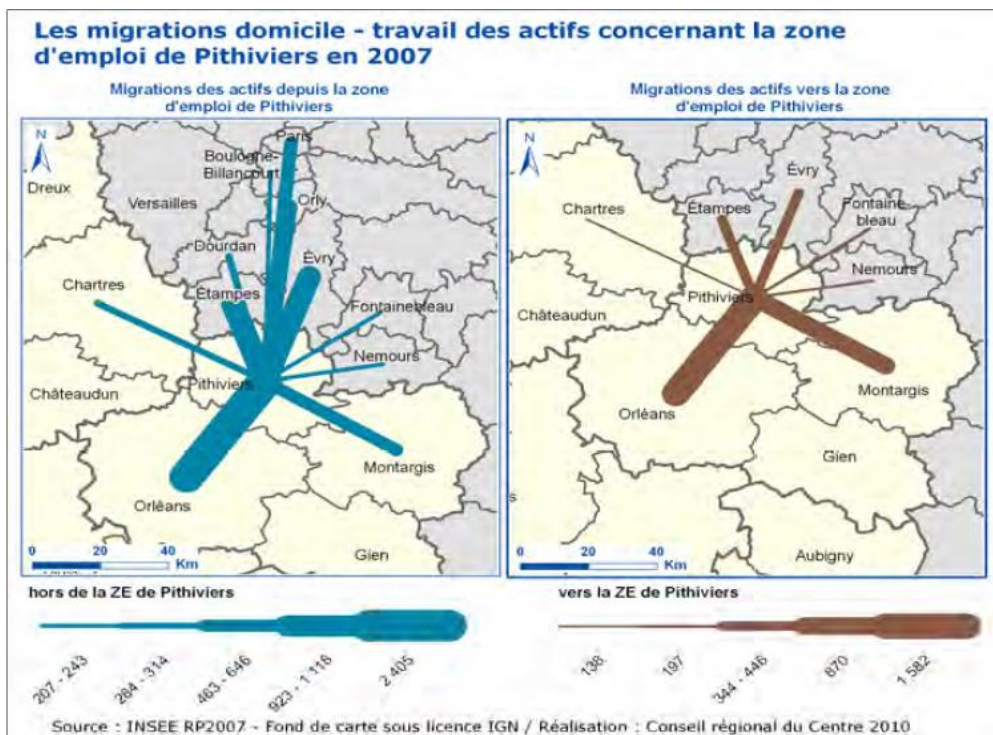 Les migrations domicile - travail des actifs concernant la zone
d'emploi de Pithiviers en 2007
Migrations des actifs depuis la zone
d'emploi de Pithiviers
N
Paris
Boulogne-
Billancourt
Dreux
Versailles
Orly
Dourdan
Évry
Chartres
Étampes
Fontainebleau
Nemours
Pithiviers
Châteaudun
Montargis
Orléans
Gien
0 20 40
Km
Migrations des actifs vers la zone
d'emploi de Pithiviers
N
Évry
Chartres
Étampes
Fontaine
bleau
Nemours
Pithiviers
Châteaudun
Montargis
Orléans
Gien
Aubigny
0 20 40
Km
hors de la ZE de Pithiviers
207 - 243
284 - 314
463 - 646
923 - 1 118
2 405
vers la ZE de Pithiviers
138
197
344 - 446
870
1 582
Source : INSEE RP2007 - Fond de carte sous licence IGN / Réalisation : Conseil régional du Centre 2010